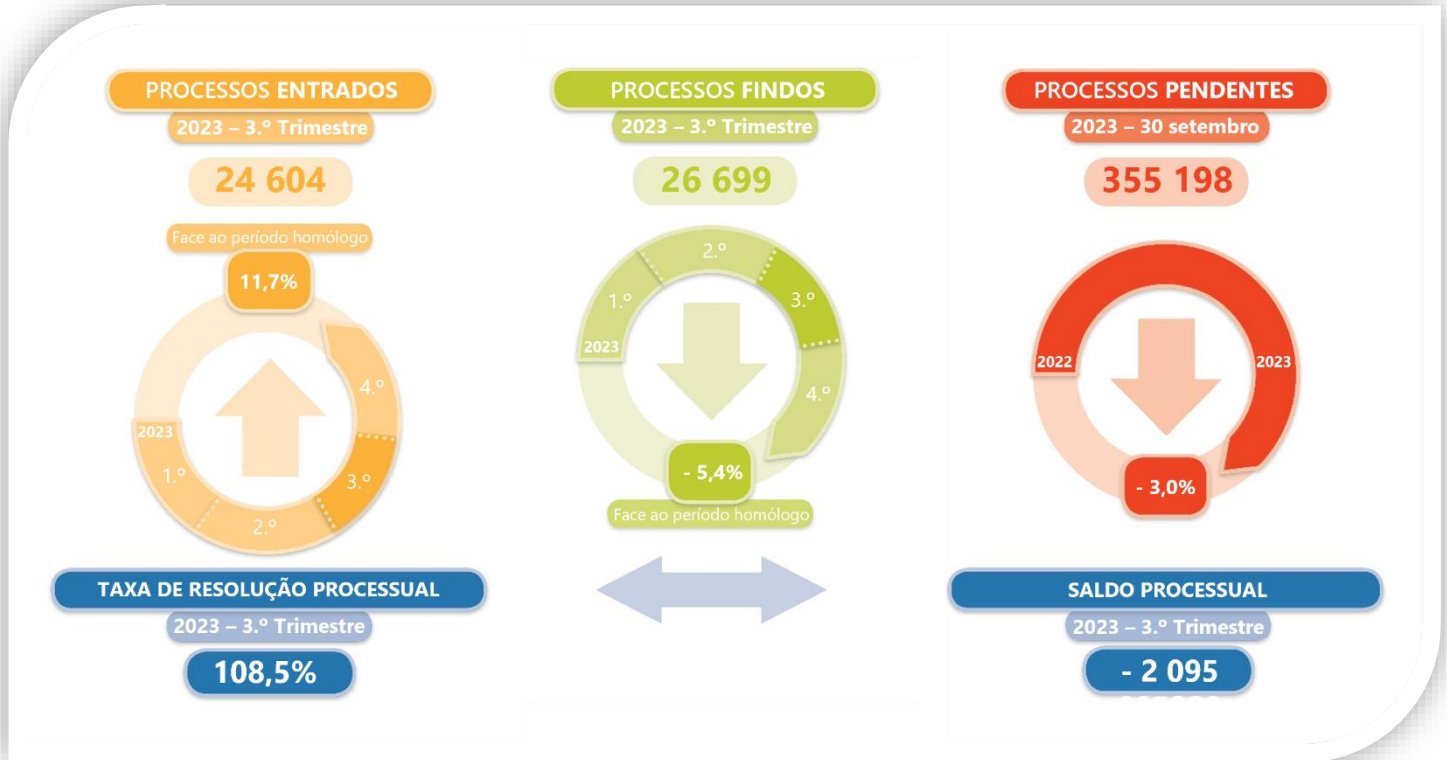 PROCESSOS ENTRADOS
2023 – 3.º Trimestre
24 604
Face ao período homólogo
11,7%
2023
1.º
2.º
3.º
4.º
PROCESSOS FINDOS
2023 – 3.º Trimestre
26 699
2023
1.º
2.º
3.º
4.º
- 5,4%
Face ao período homólogo
PROCESSOS PENDENTES
2023 – 30 setembro
355 198
2022
2023
- 3,0%
TAXA DE RESOLUÇÃO PROCESSUAL
2023 – 3.º Trimestre
108,5%
SALDO PROCESSUAL
2023 – 3.º Trimestre
- 2 095